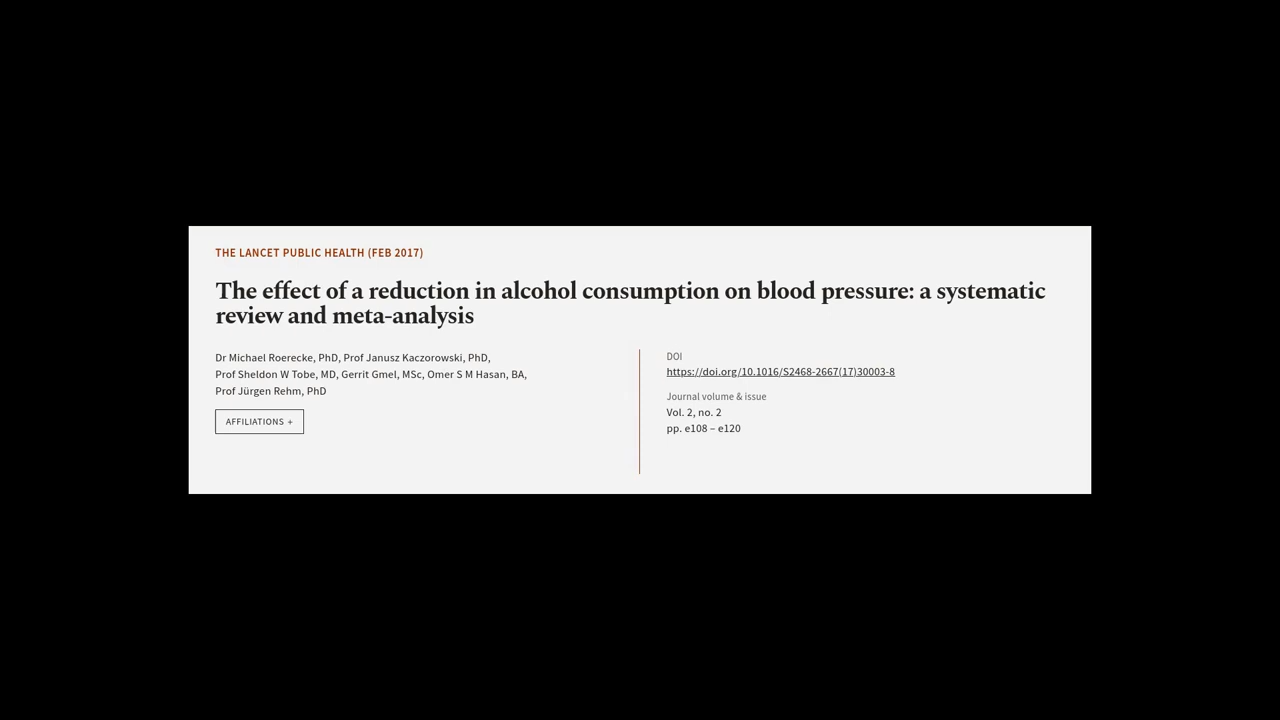 THE LANCET PUBLIC HEALTH (FEB 2017)
The effect of a reduction in alcohol consumption on blood pressure: a systematic
review and meta-analysis
Dr Michael Roerecke, PhD, Prof Janusz Kaczorowski, PhD,
Prof Sheldon W Tobe, MD, Gerrit Gmel, MSc, Omer S M Hasan, BA,
Prof Jürgen Rehm, PhD
AFFILIATIONS +
DOI
https://doi.org/10.1016/S2468-2667(17)30003-8
Journal volume & issue
Vol. 2, no. 2
pp. e108 – e120